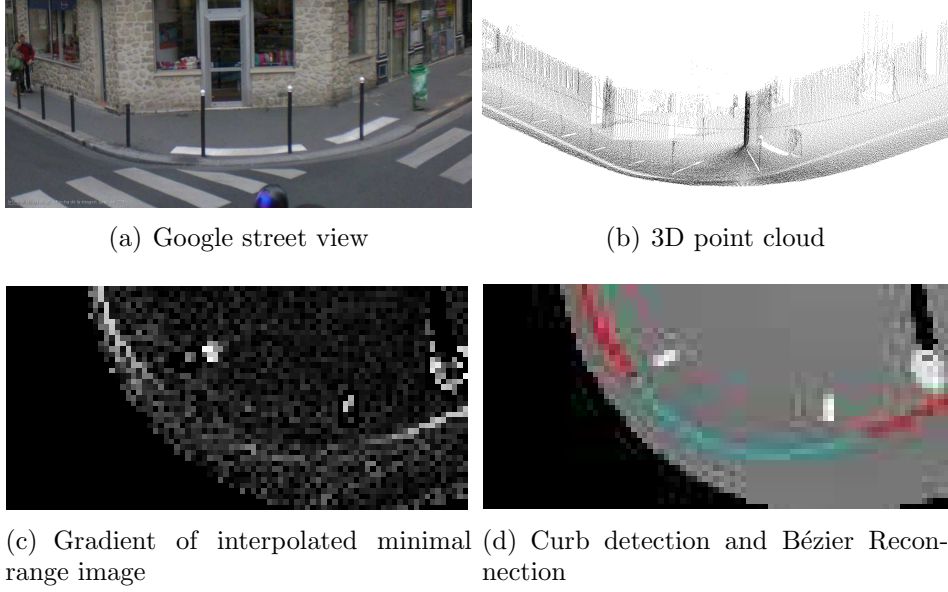 (a) Google street view
(b) 3D point cloud
(c) Gradient of interpolated minimal
range image
(d) Curb detection and Bézier Recon-
nection